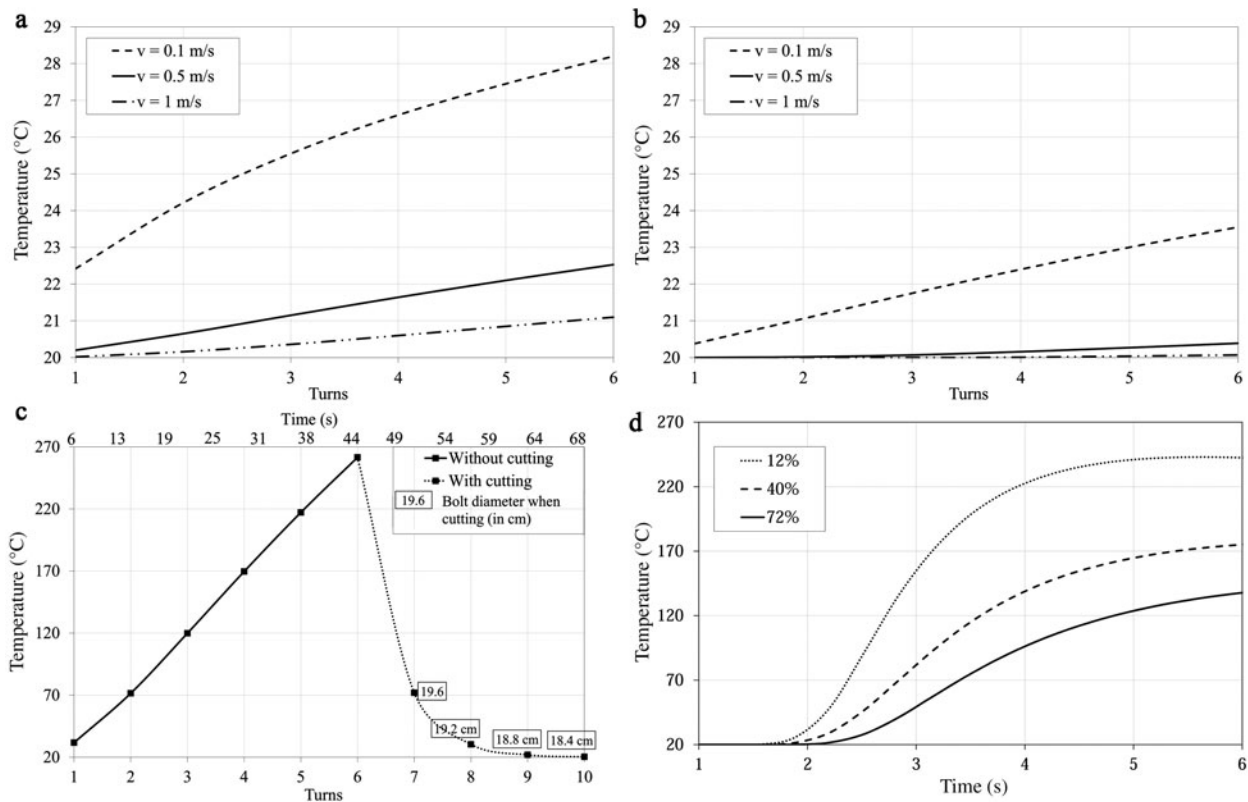 a
29
28
27
26
25
24
23
22
21
20
Temperature (°C)
v = 0.1 m/s
v = 0.5 m/s
v = 1 m/s
1 2 3 4 5 6
Turns
b
29
28
27
26
25
24
23
22
21
20
Temperature (°C)
v = 0.1 m/s
v = 0.5 m/s
v = 1 m/s
1 2 3 4 5 6
Turns
c
Time (s)
6 13 19 25 31 38 44 49 54 59 64 68
270
220
170
120
70
20
Temperature (°C)
Without cutting
With cutting
19.6 Bolt diameter when
cutting (in cm)
19.6
19.2 cm
18.8 cm
18.4 cm
1 2 3 4 5 6 7 8 9 10
Turns
d
270
220
170
120
70
20
Temperature (°C)
12%
40%
72%
1 2 3 4 5 6
Time (s)